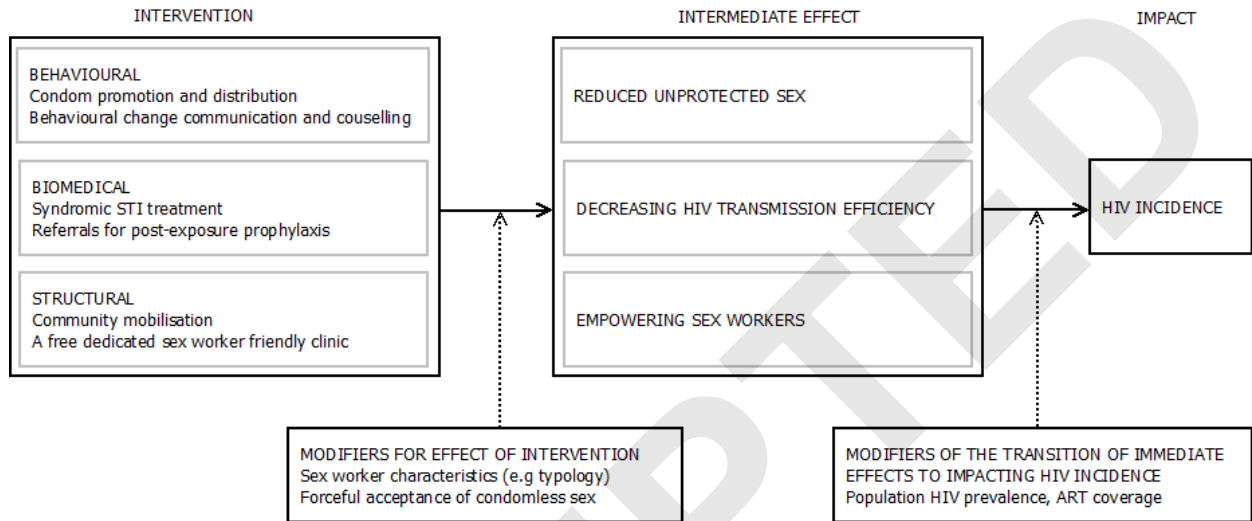 INTERVENTION
BEHAVIOURAL
Condom promotion and distribution
Behavioural change communication and couselling
BIOMEDICAL
Syndromic STI treatment
Referrals for post-exposure prophylaxis
STRUCTURAL
Community mobilisation
A free dedicated sex worker friendly clinic
INTERMEDIATE EFFECT
REDUCED UNPROTECTED SEX
DECREASING HIV TRANSMISSION EFFICIENCY
EMPOWERING SEX WORKERS
IMPACT
HIV INCIDENCE
MODIFIERS FOR EFFECT OF INTERVENTION
Sex worker characteristics (e.g typology)
Forceful acceptance of condomless sex
MODIFIERS OF THE TRANSITION OF IMMEDIATE
EFFECTS TO IMPACTING HIV INCIDENCE
Population HIV prevalence, ART coverage
PTED